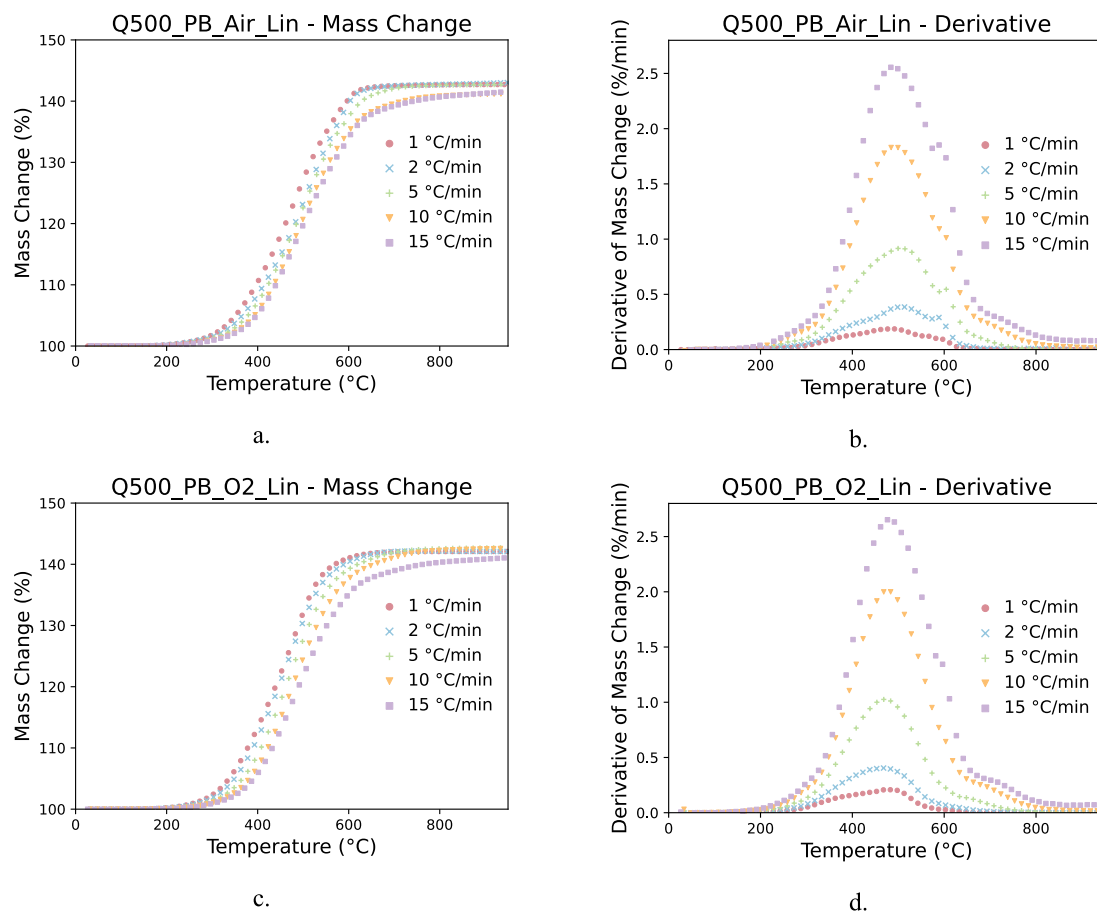 Q500_PB_Air_Lin - Mass Change
Mass Change (%)
150
140
130
120
110
100
1 °C/min
2 °C/min
5 °C/min
10 °C/min
15 °C/min
0 200 400 600 800
Temperature (°C)
a.
Q500_PB_Air_Lin - Derivative
Derivative of Mass Change (%/min)
2.5
2.0
1.5
1.0
0.5
0.0
1 °C/min
2 °C/min
5 °C/min
10 °C/min
15 °C/min
0 200 400 600 800
Temperature (°C)
b.
Q500_PB_O2_Lin - Mass Change
Mass Change (%)
150
140
130
120
110
100
1 °C/min
2 °C/min
5 °C/min
10 °C/min
15 °C/min
0 200 400 600 800
Temperature (°C)
c.
Q500_PB_O2_Lin - Derivative
Derivative of Mass Change (%/min)
2.5
2.0
1.5
1.0
0.5
0.0
1 °C/min
2 °C/min
5 °C/min
10 °C/min
15 °C/min
0 200 400 600 800
Temperature (°C)
d.